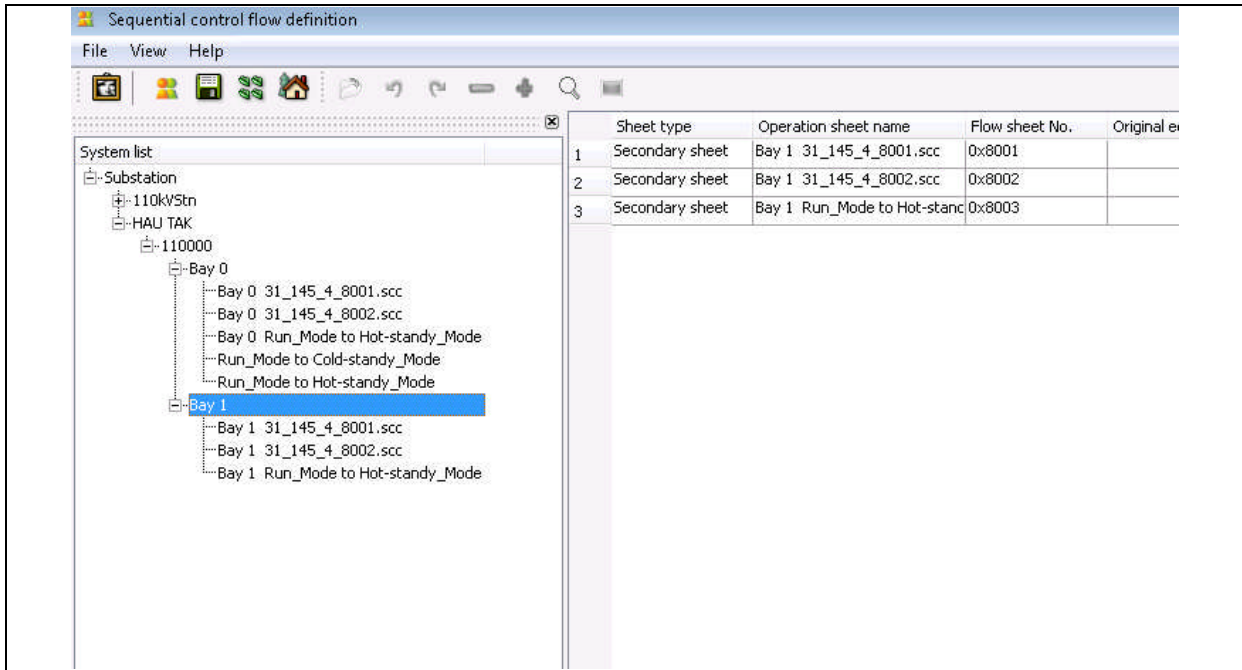 Sequential control flow definition
File View Help
System list
Substation
110kVStn
HAU TAK
110000
Bay 0
Bay 0 31_145_4_8001.scc
Bay 0 31_145_4_8002.scc
Bay 0 Run_Mode to Hot-standy_Mode
Run_Mode to Cold-standy_Mode
Run_Mode to Hot-standy_Mode
Bay 1
Bay 1 31_145_4_8001.scc
Bay 1 31_145_4_8002.scc
Bay 1 Run_Mode to Hot-standy_Mode
Sheet type Operation sheet name Flow sheet No. Original e
1 Secondary sheet Bay 1 31_145_4_8001.scc 0x8001
2 Secondary sheet Bay 1 31_145_4_8002.scc 0x8002
3 Secondary sheet Bay 1 Run_Mode to Hot-stanc 0x8003